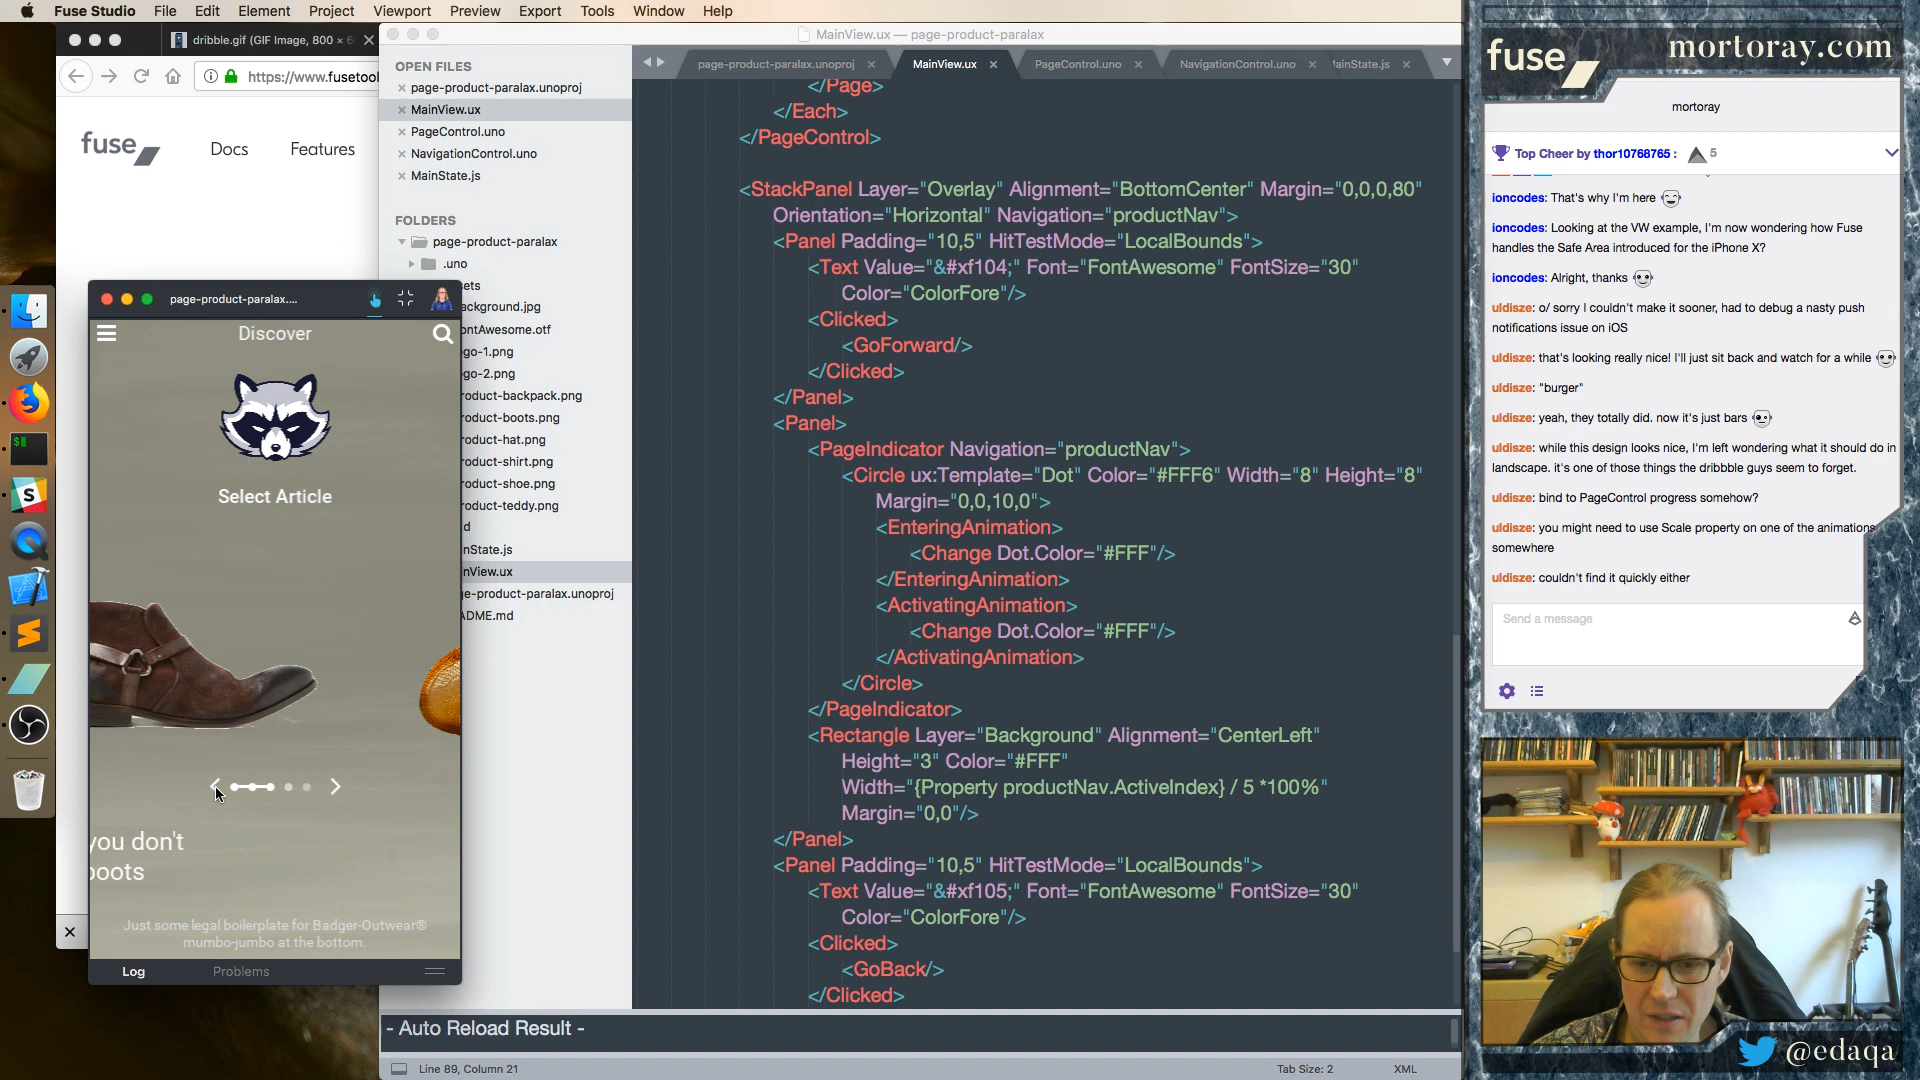 Fuse Studio File Edit Element Project Viewport Preview Export Tools Window Help
dribble.gif (GIF Image, 800 × 6
https://www.fusetool
fuse
Docs
Features
MainView.ux — page-product-paralax
OPEN FILES
page-product-paralax.unoproj
MainView.ux
PageControl.uno
NavigationControl.uno
MainState.js
FOLDERS
page-product-paralax
.uno
sets
ackground.jpg
ontAwesome.otf
go-1.png
go-2.png
roduct-backpack.png
roduct-boots.png
roduct-hat.png
roduct-shirt.png
roduct-shoe.png
roduct-teddy.png
d
inState.js
inView.ux
ge-product-paralax.unoproj
ADME.md
page-product-paralax....
Discover
Select Article
you don't
boots
Just some legal boilerplate for Badger-Outwear®
mumbo-jumbo at the bottom.
Log
Problems
page-product-paralax.unoproj
MainView.ux
PageControl.uno
NavigationControl.uno
lainState.js
</Page>
</Each>
</PageControl>
<StackPanel Layer="Overlay" Alignment="BottomCenter" Margin="0,0,0,80"
Orientation="Horizontal" Navigation="productNav">
<Panel Padding="10,5" HitTestMode="LocalBounds">
<Text Value="&#xf104;" Font="FontAwesome" FontSize="30"
Color="ColorFore"/>
<Clicked>
<GoForward/>
</Clicked>
</Panel>
<Panel>
<PageIndicator Navigation="productNav">
<Circle ux:Template="Dot" Color="#FFF6" Width="8" Height="8"
Margin="0,0,10,0">
<EnteringAnimation>
<Change Dot.Color="#FFF"/>
</EnteringAnimation>
<ActivatingAnimation>
<Change Dot.Color="#FFF"/>
</ActivatingAnimation>
</Circle>
</PageIndicator>
<Rectangle Layer="Background" Alignment="CenterLeft"
Height="3" Color="#FFF"
Width="{Property productNav.ActiveIndex} / 5 *100%"
Margin="0,0"/>
</Panel>
<Panel Padding="10,5" HitTestMode="LocalBounds">
<Text Value="&#xf105;" Font="FontAwesome" FontSize="30"
Color="ColorFore"/>
<Clicked>
<GoBack/>
</Clicked>
- Auto Reload Result -
Line 89, Column 21
Tab Size: 2
XML
fuse
mortoray.com
mortoray
Top Cheer by thor10768765 : 5
ioncodes: That's why I'm here
ioncodes: Looking at the VW example, I'm now wondering how Fuse
handles the Safe Area introduced for the iPhone X?
ioncodes: Alright, thanks
uldisze: o/ sorry I couldn't make it sooner, had to debug a nasty push
notifications issue on iOS
uldisze: that's looking really nice! I'll just sit back and watch for a while
uldisze: "burger"
uldisze: yeah, they totally did. now it's just bars
uldisze: while this design looks nice, I'm left wondering what it should do in
landscape. it's one of those things the dribbble guys seem to forget.
uldisze: bind to PageControl progress somehow?
uldisze: you might need to use Scale property on one of the animations
somewhere
uldisze: couldn't find it quickly either
Send a message
@edaqa